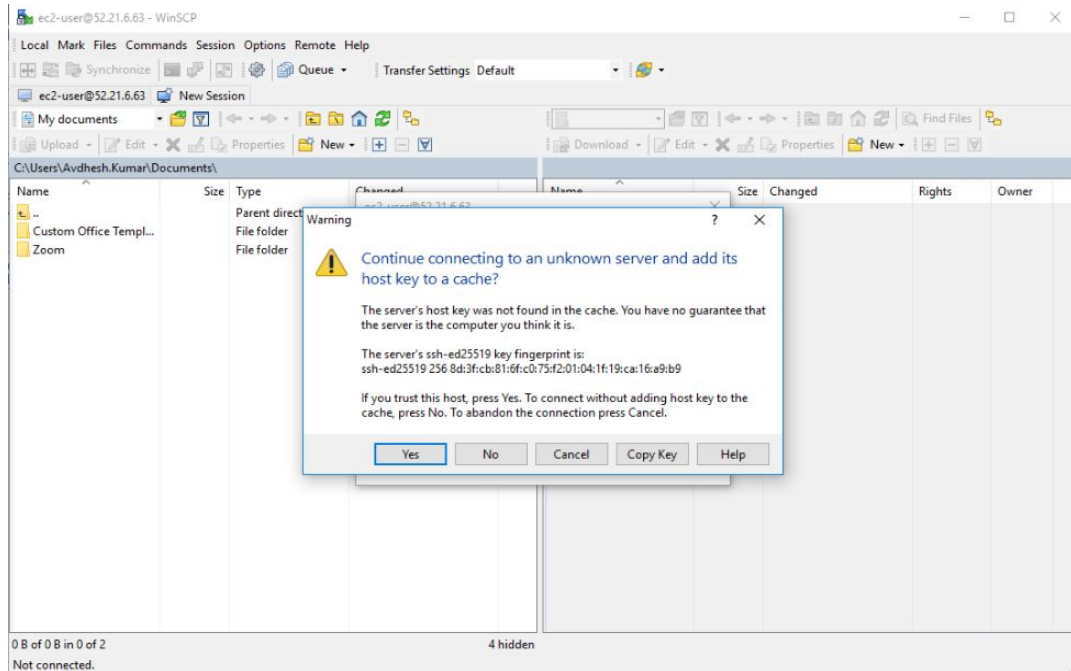 ec2-user@52.21.6.63 - WinSCP
Local Mark Files Commands Session Options Remote Help
Synchronize Queue Transfer Settings Default
ec2-user@52.21.6.63 New Session
My documents Find Files
Upload Edit Properties New Download Edit Properties New
C:\Users\Avdhesh.Kumar\Documents\
Name Size Type Changed Name Size Changed Rights Owner
.. Parent direct
Custom Office Templ... File folder
Zoom File folder
ec2-user@52.21.6.63
Warning ?
Continue connecting to an unknown server and add its
host key to a cache?
The server's host key was not found in the cache. You have no guarantee that
the server is the computer you think it is.
The server's ssh-ed25519 key fingerprint is:
ssh-ed25519 256 8d:3f:cb:81:6f:c0:75:f2:01:04:1f:19:ca:16:a9:b9
If you trust this host, press Yes. To connect without adding host key to the
cache, press No. To abandon the connection press Cancel.
Yes No Cancel Copy Key Help
0 B of 0 B in 0 of 2 4 hidden
Not connected.